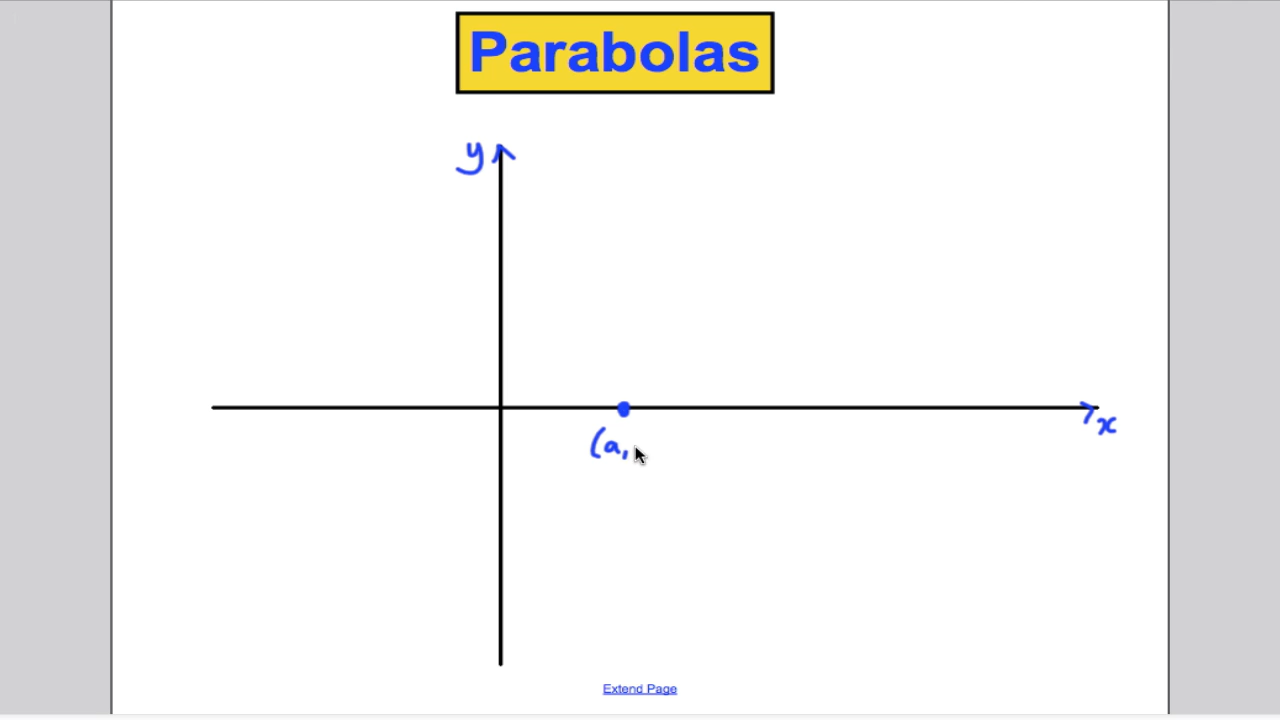 Parabolas
y
x
(a,
Extend Page